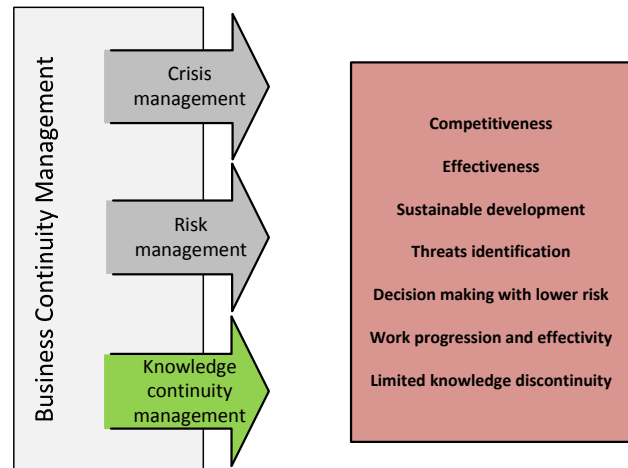 Business Continuity Management
Crisis
management
Risk
management
Knowledge
continuity
management
Competitiveness
Effectiveness
Sustainable development
Threats identification
Decision making with lower risk
Work progression and effectivity
Limited knowledge discontinuity